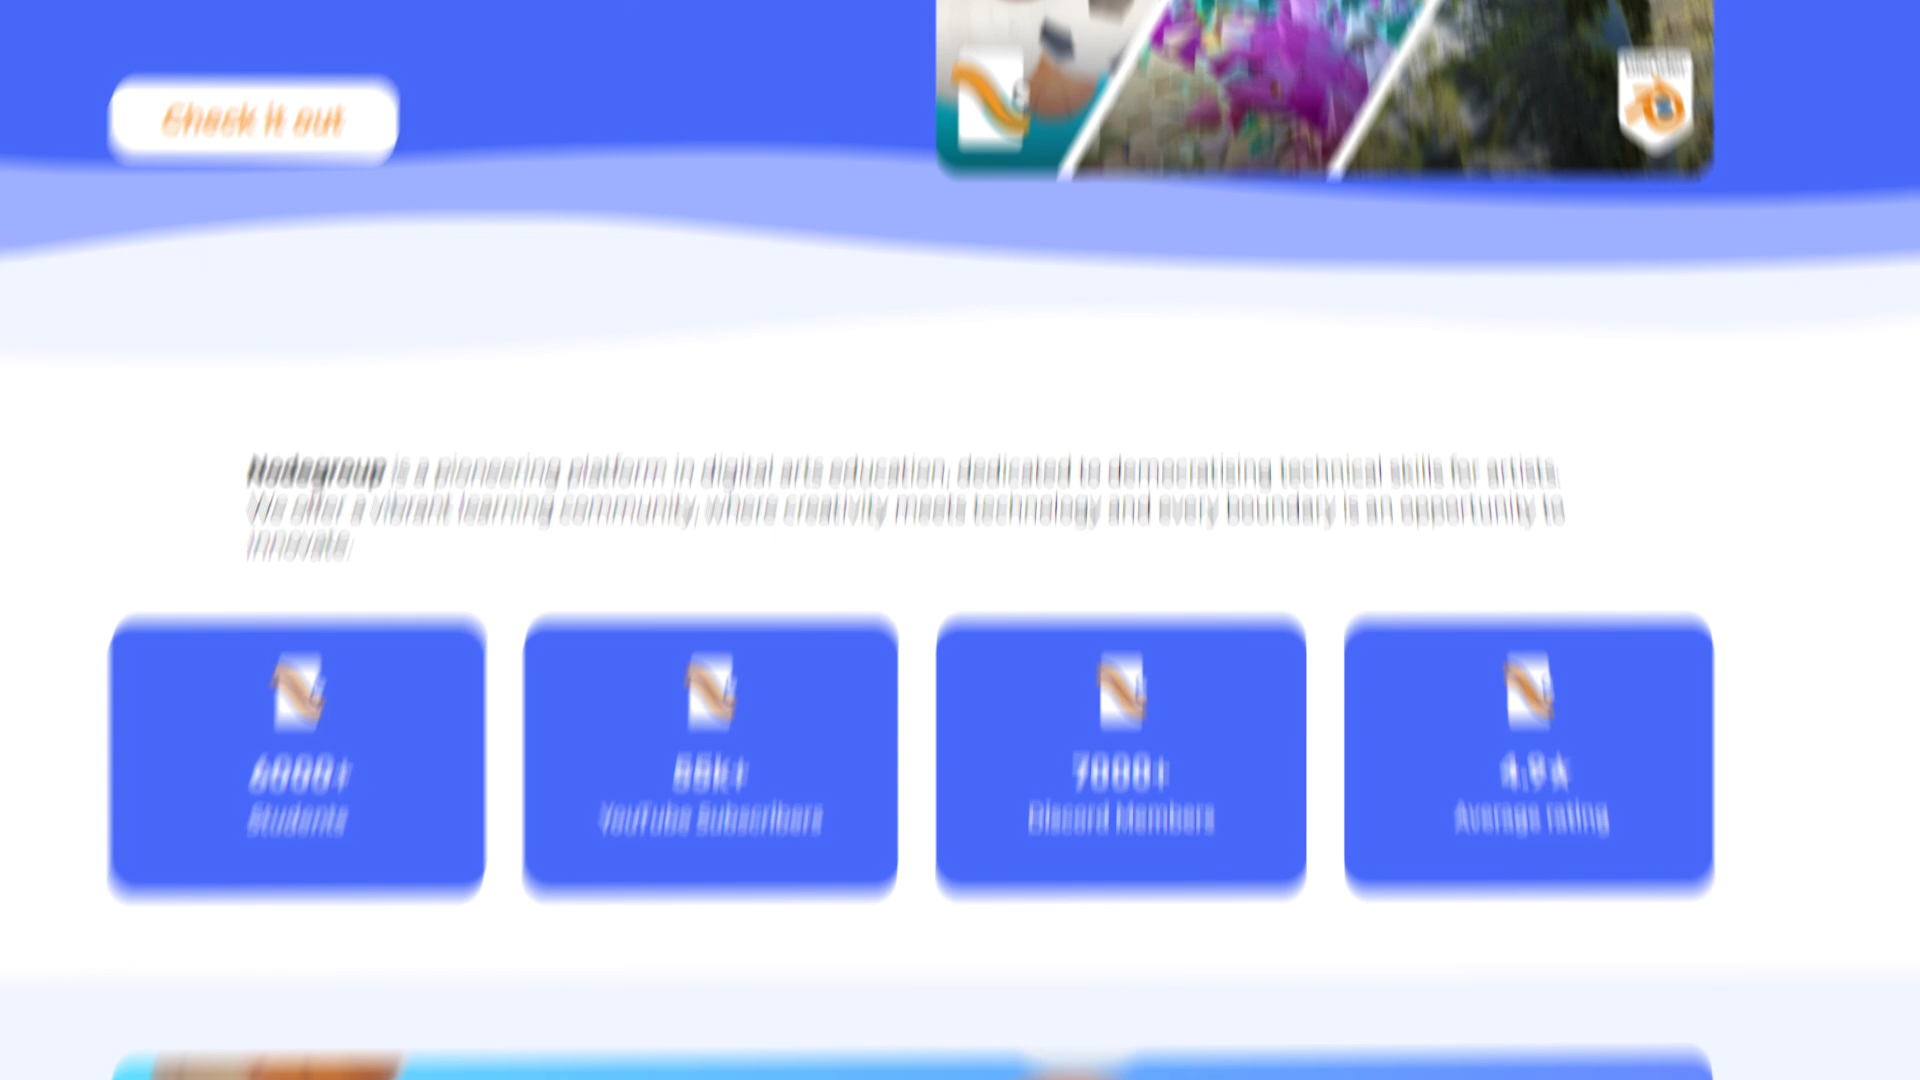 Check it out
Nodegroup is a pioneering platform in digital arts education, dedicated to democratizing technical skills for artists.
We offer a vibrant learning community, where creativity meets technology and every boundary is an opportunity to
innovate.
6000+
Students
55k+
YouTube Subscribers
7000+
Discord Members
4.9★
Average rating